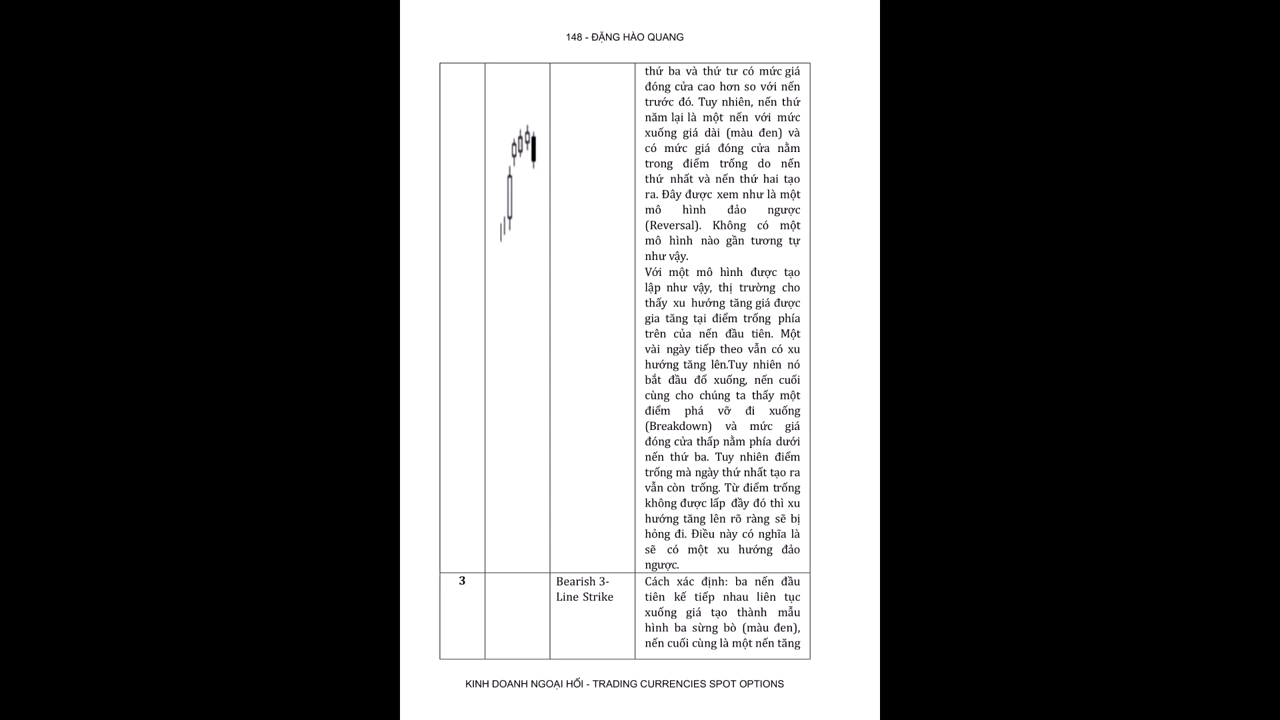 148 - ĐẶNG HÀO QUANG
thứ ba và thứ tư có mức giá
đóng cửa cao hơn so với nến
trước đó. Tuy nhiên, nến thứ
năm lại là một nến với mức
xuống giá dài (màu đen) và
có mức giá đóng cửa nằm
trong điểm trống do nến
thứ nhất và nến thứ hai tạo
ra. Đây được xem như là một
mô hình đảo ngược
(Reversal). Không có một
mô hình nào gần tương tự
như vậy.
Với một mô hình được tạo
lập như vậy, thị trường cho
thấy xu hướng tăng giá được
gia tăng tại điểm trống phía
trên của nến đầu tiên. Một
vài ngày tiếp theo vẫn có xu
hướng tăng lên.Tuy nhiên nó
bắt đầu đổ xuống, nến cuối
cùng cho chúng ta thấy một
điểm phá vỡ đi xuống
(Breakdown) và mức giá
đóng cửa thấp nằm phía dưới
nến thứ ba. Tuy nhiên điểm
trống mà ngày thứ nhất tạo ra
vẫn còn trống. Từ điểm trống
không được lấp đầy đó thì xu
hướng tăng lên rõ ràng sẽ bị
hỏng đi. Điều này có nghĩa là
sẽ có một xu hướng đảo
ngược.
3
Bearish 3-
Line Strike
Cách xác định: ba nến đầu
tiên kế tiếp nhau liên tục
xuống giá tạo thành mẫu
hình ba sừng bò (màu đen),
nến cuối cùng là một nến tăng
KINH DOANH NGOẠI HỐI - TRADING CURRENCIES SPOT OPTIONS